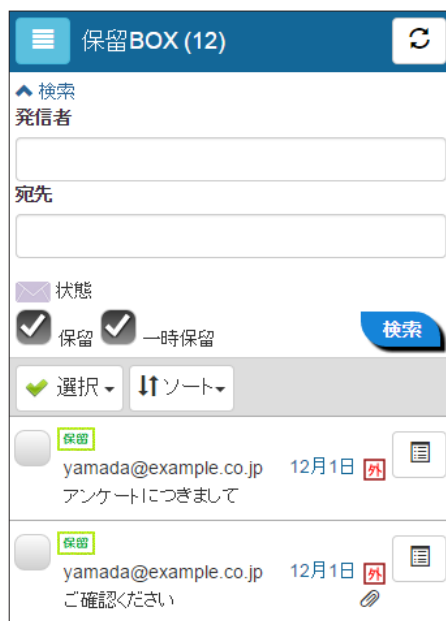 保留BOX (12)
検索
発信者
宛先
状態
保留 一時保留 検索
選択 ソート
保留
yamada@example.co.jp 12月1日 外
アンケートにつきまして
保留
yamada@example.co.jp 12月1日 外
ご確認ください